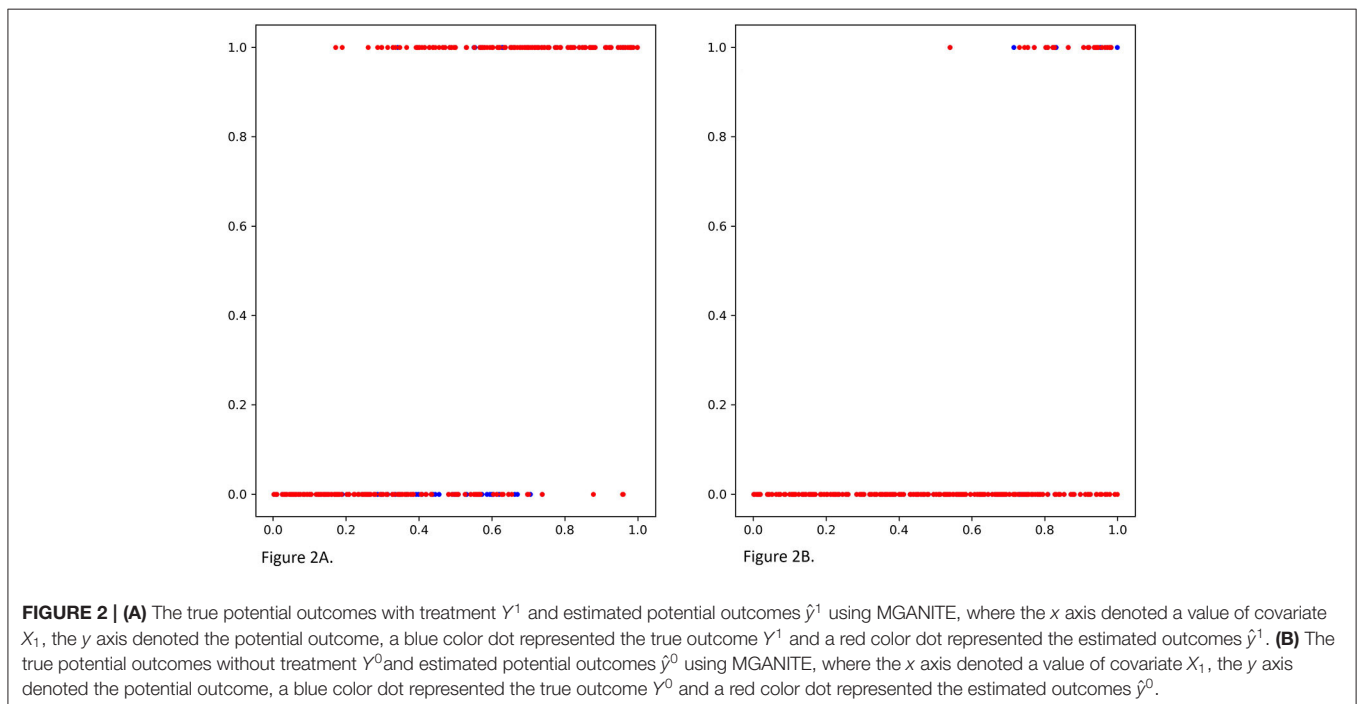 1.0
0.8
0.6
0.4
0.2
0.0
0.0 0.2 0.4 0.6 0.8 1.0
Figure 2A.
1.0
0.8
0.6
0.4
0.2
0.0
0.0 0.2 0.4 0.6 0.8 1.0
Figure 2B.
FIGURE 2 | (A) The true potential outcomes with treatment Y¹ and estimated potential outcomes ŷ¹ using MGANITE, where the x axis denoted a value of covariate
X₁, the y axis denoted the potential outcome, a blue color dot represented the true outcome Y¹ and a red color dot represented the estimated outcomes ŷ¹. (B) The
true potential outcomes without treatment Y⁰and estimated potential outcomes ŷ⁰ using MGANITE, where the x axis denoted a value of covariate X₁, the y axis
denoted the potential outcome, a blue color dot represented the true outcome Y⁰ and a red color dot represented the estimated outcomes ŷ⁰.